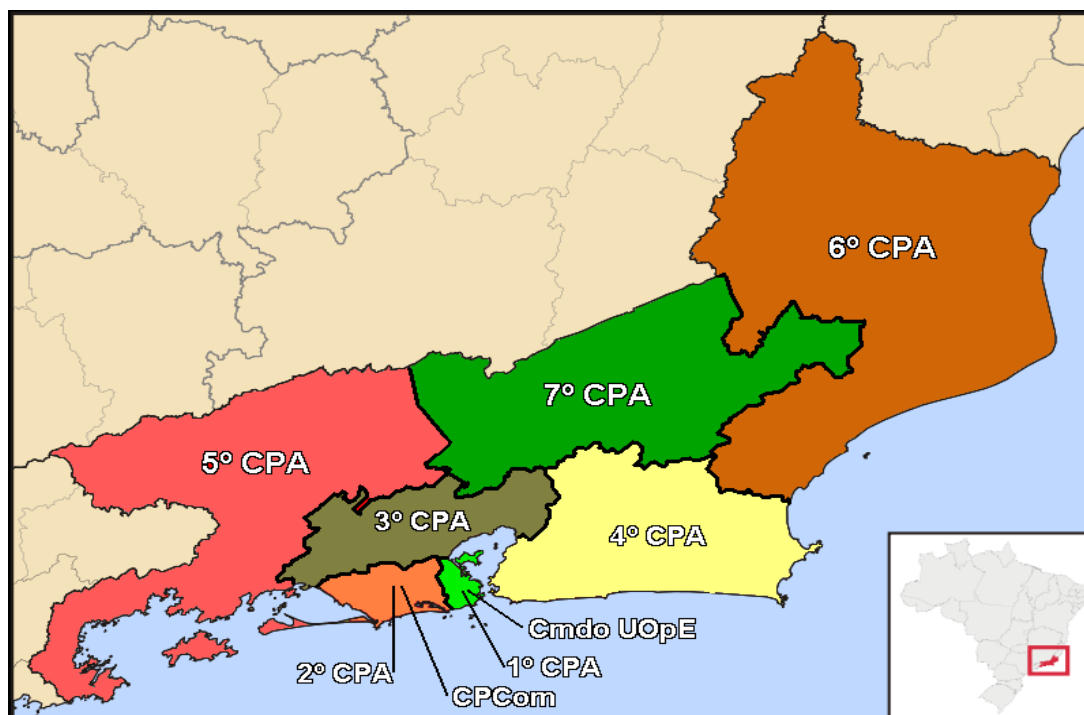 6º CPA
7º CPA
5º CPA
3º CPA
4º CPA
Cmdo UOpE
2º CPA
1º CPA
CPCom